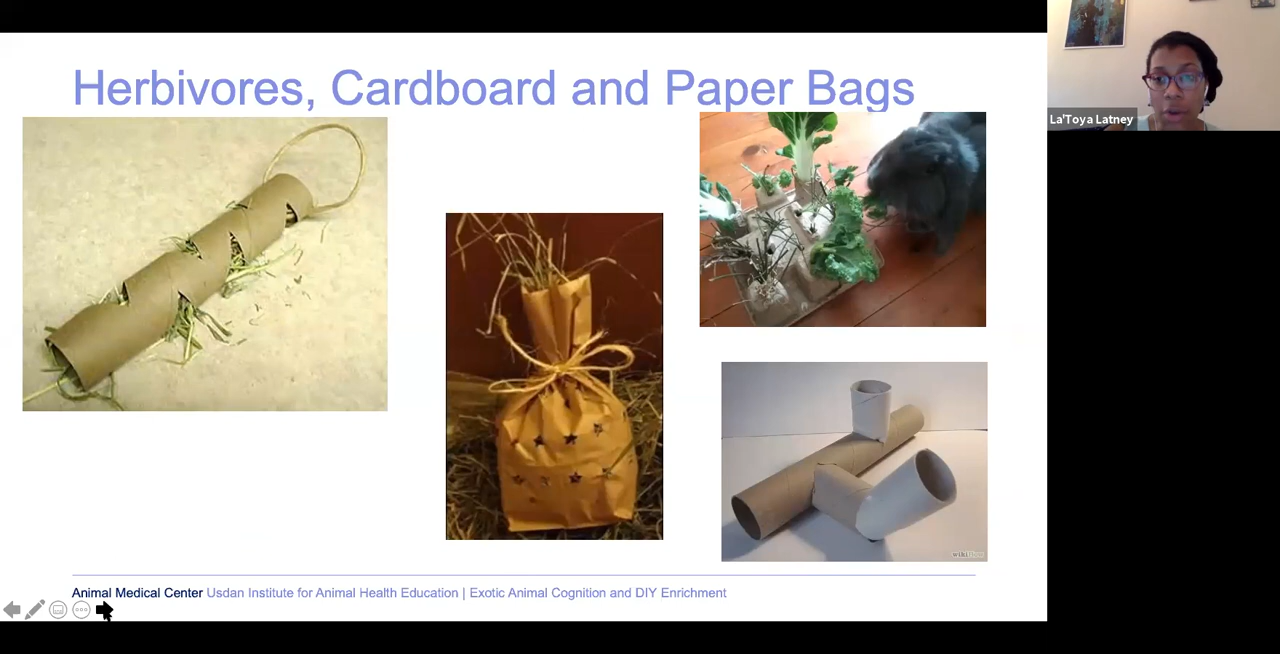 Herbivores, Cardboard and Paper Bags
La'Toya Latney
wikiHow
Animal Medical Center Usdan Institute for Animal Health Education | Exotic Animal Cognition and DIY Enrichment